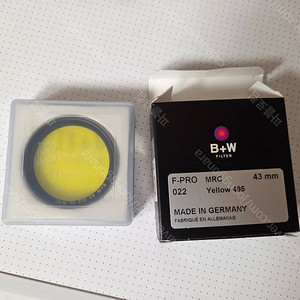 B+W
FILTER
F-PRO MRC 43 mm
022 Yellow 495
MADE IN GERMANY
FABRIQUÉ EN ALLEMAGNE